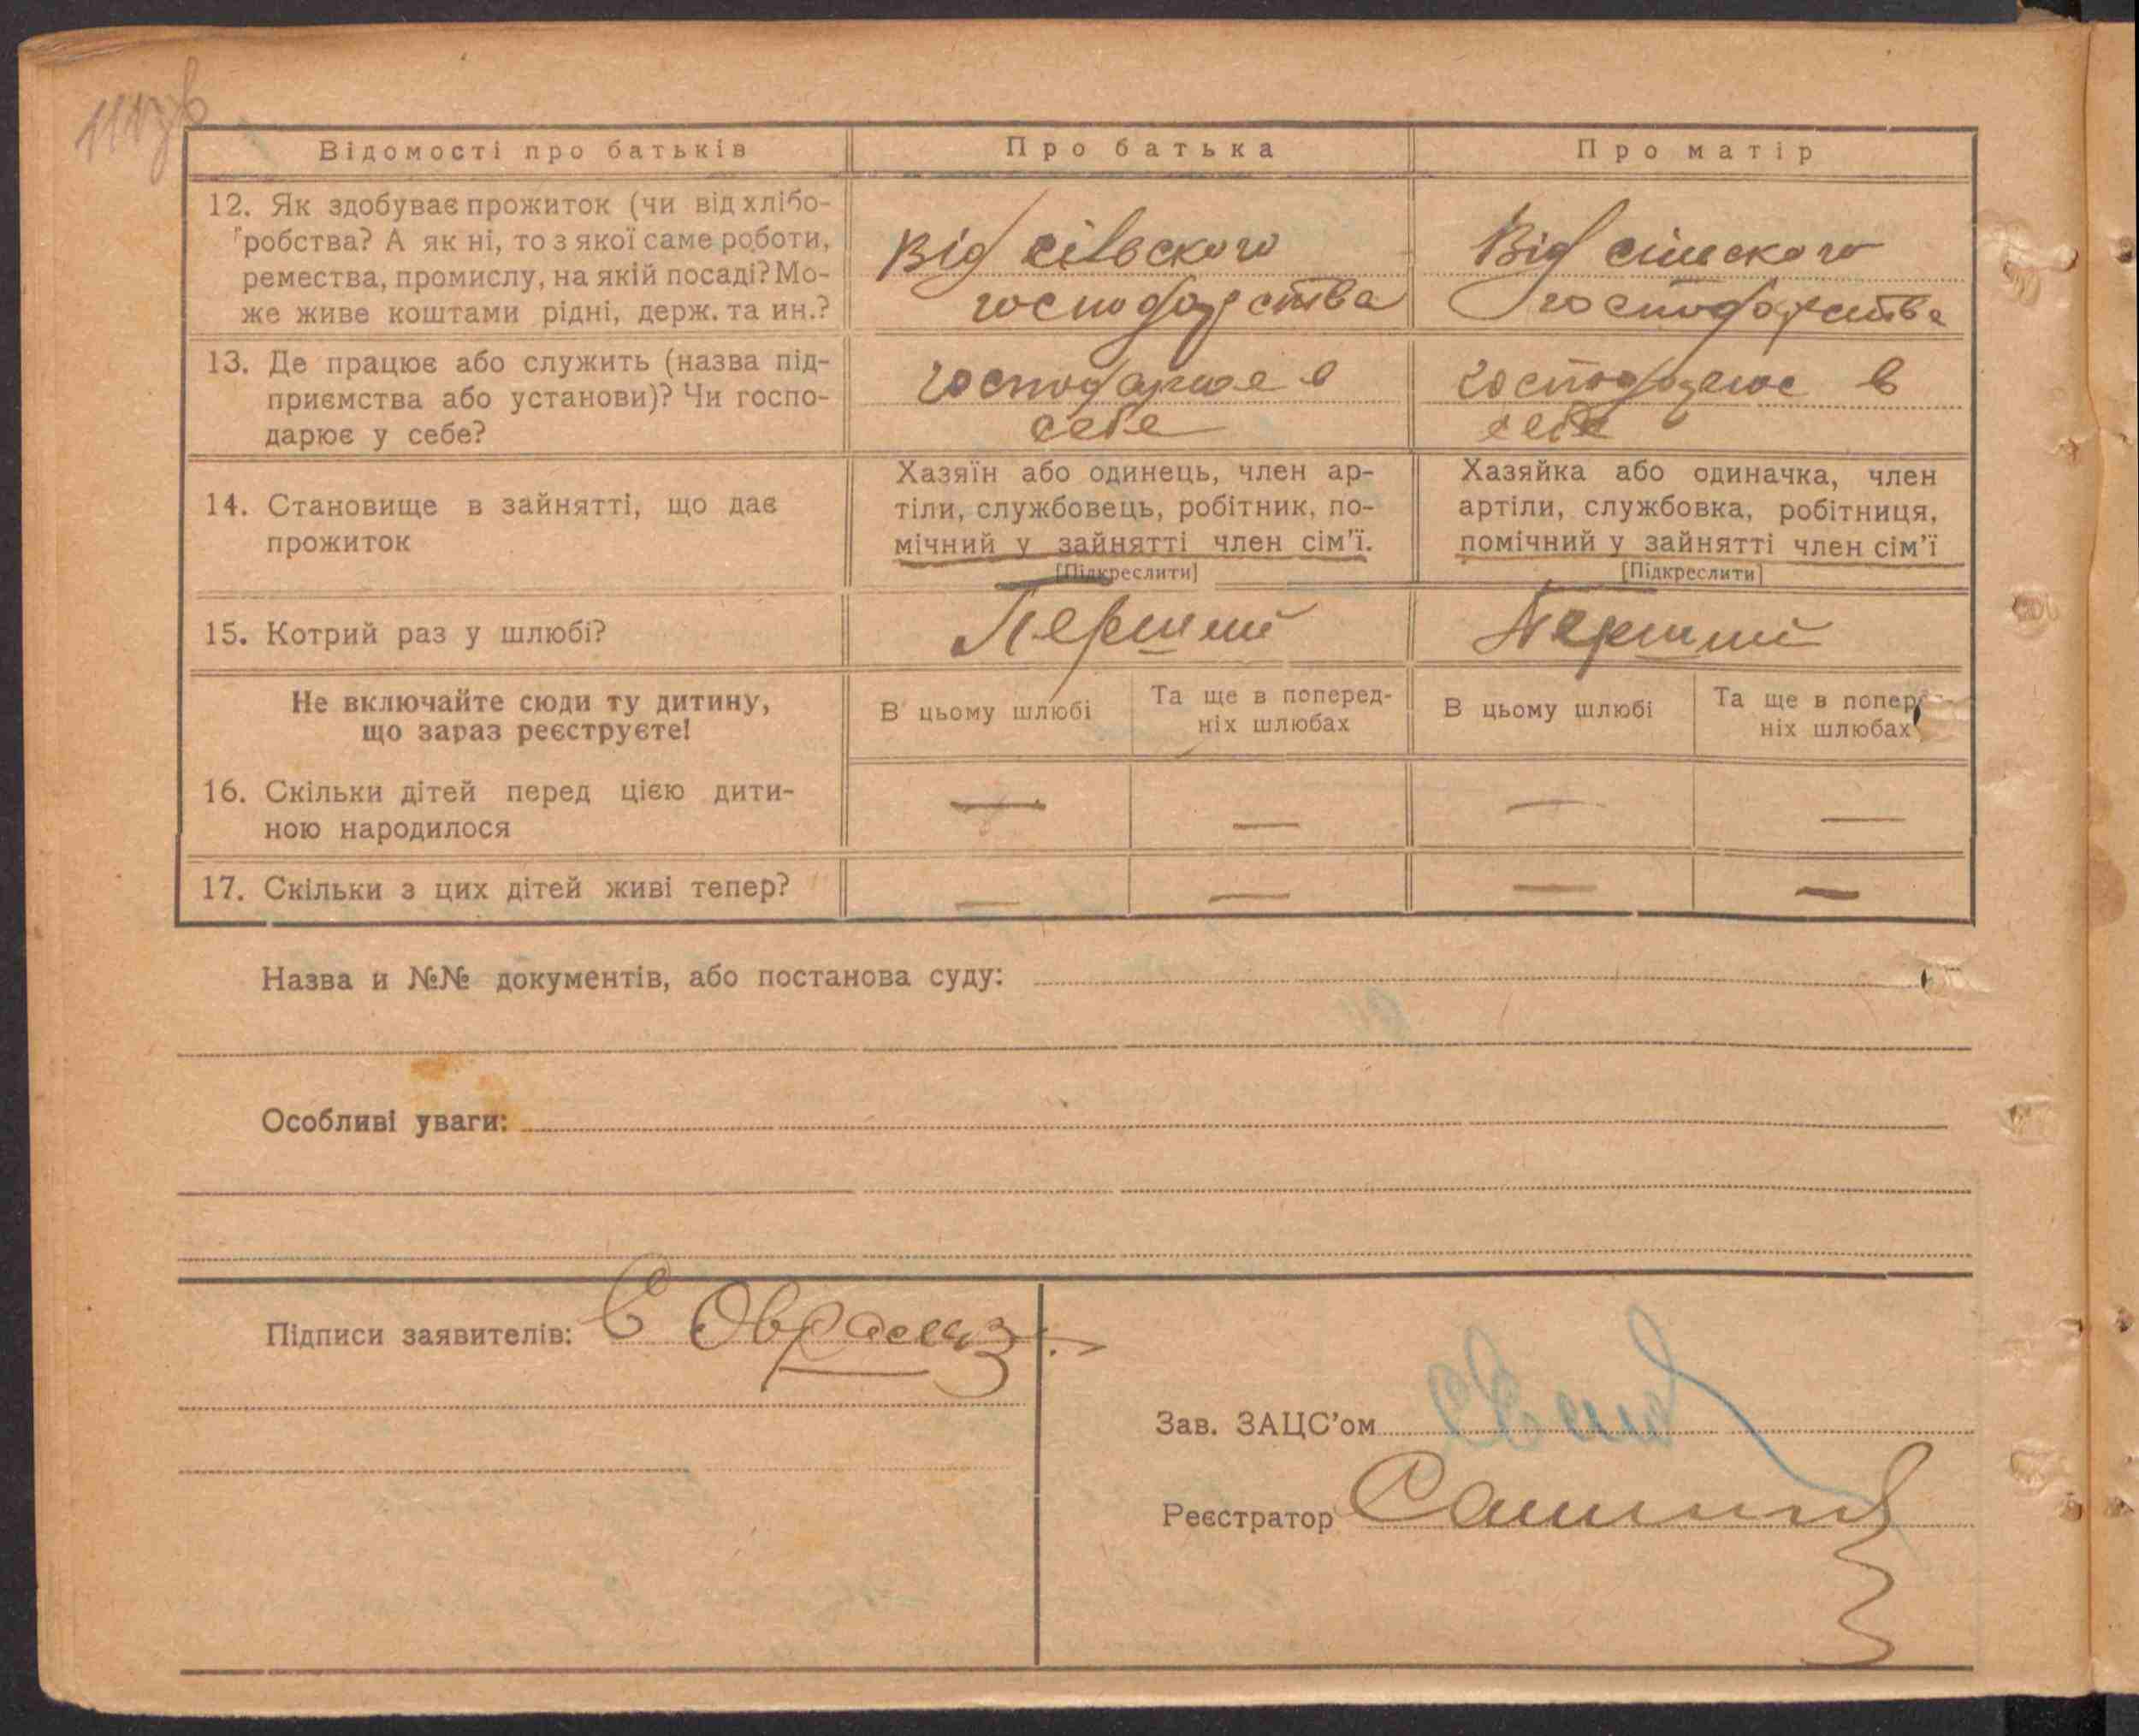 Відомості про батьків
Про батька
Про матір
12. Як здобуває прожиток (чи від хлібо-
робства? А як ні, то з якої саме роботи,
ремества, промислу, на якій посаді? Мо-
же живе коштами рідні, держ. та ин.?
Від сілвского
господарства
Від сілского
господарства
13. Де працює або служить (назва під-
приємства або установи)? Чи госпо-
дарює у себе?
господарює в
себе
господарює в
себе
14. Становище в зайнятті, що дає
прожиток
Хазяїн або одинець, член ар-
тіли, службовець, робітник, по-
мічний у зайнятті член сім'ї.
[Підкреслити]
Хазяйка або одиначка, член
артіли, службовка, робітниця,
помічний у зайнятті член сім'ї
[Підкреслити]
15. Котрий раз у шлюбі?
Перший
Перший
Не включайте сюди ту дитину,
що зараз реєструєте!
В цьому шлюбі
Та ще в поперед-
ніх шлюбах
В цьому шлюбі
Та ще в попер
ніх шлюбах
16. Скільки дітей перед цією дити-
ною народилося
— — — —
17. Скільки з цих дітей живі тепер?
— — — —
Назва и №№ документів, або постанова суду:
Особливі уваги:
Підписи заявителів:
Зав. ЗАЦС'ом
Реєстратор